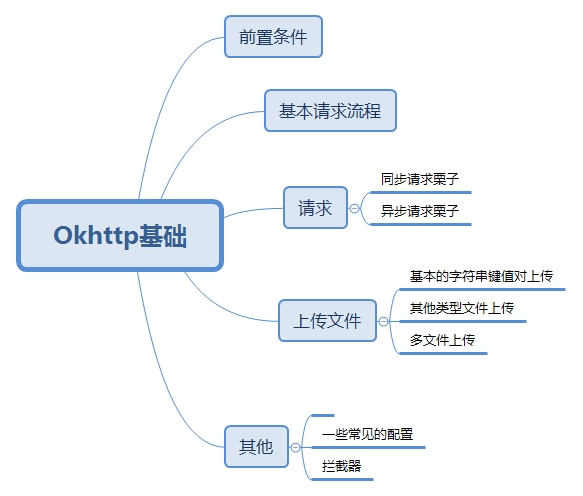 前置条件
基本请求流程
Okhttp基础
请求
同步请求栗子
异步请求栗子
上传文件
基本的字符串键值对上传
其他类型文件上传
多文件上传
其他
一些常见的配置
拦截器